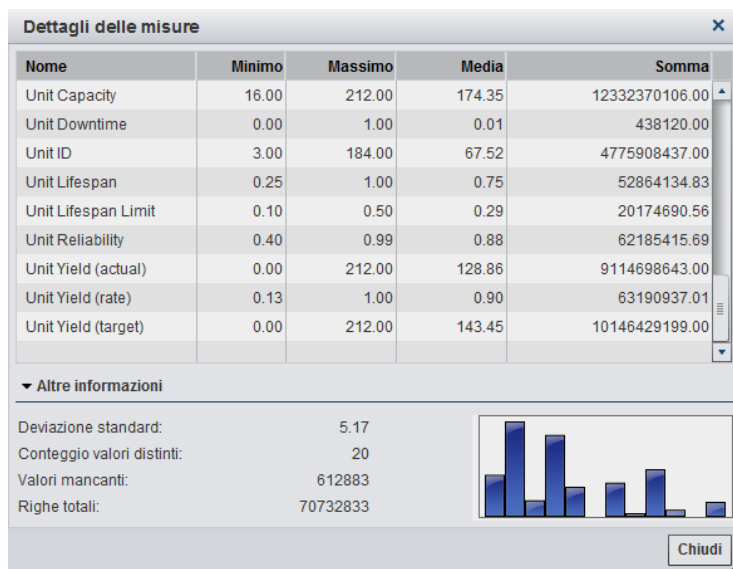 Dettagli delle misure
Nome Minimo Massimo Media Somma
Unit Capacity 16.00 212.00 174.35 12332370106.00
Unit Downtime 0.00 1.00 0.01 438120.00
Unit ID 3.00 184.00 67.52 4775908437.00
Unit Lifespan 0.25 1.00 0.75 52864134.83
Unit Lifespan Limit 0.10 0.50 0.29 20174690.56
Unit Reliability 0.40 0.99 0.88 62185415.69
Unit Yield (actual) 0.00 212.00 128.86 9114698643.00
Unit Yield (rate) 0.13 1.00 0.90 63190937.01
Unit Yield (target) 0.00 212.00 143.45 10146429199.00
Altre informazioni
Deviazione standard: 5.17
Conteggio valori distinti: 20
Valori mancanti: 612883
Righe totali: 70732833
Chiudi